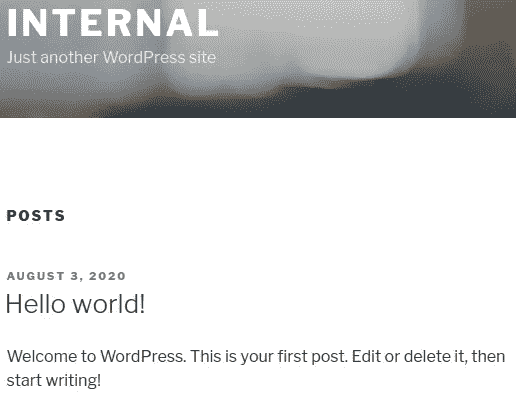 INTERNAL
Just another WordPress site
POSTS
AUGUST 3, 2020
Hello world!
Welcome to WordPress. This is your first post. Edit or delete it, then
start writing!